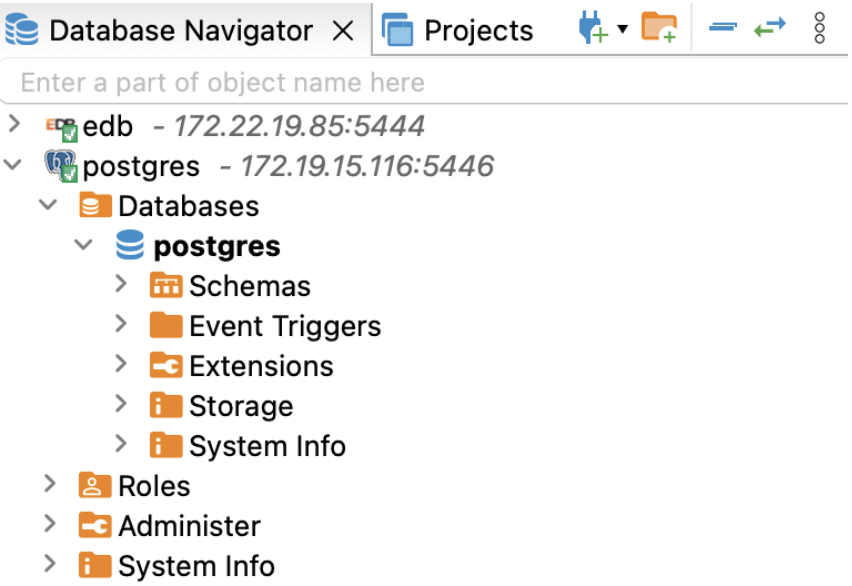 Database Navigator Projects
Enter a part of object name here
EDB edb - 172.22.19.85:5444
postgres - 172.19.15.116:5446
Databases
postgres
Schemas
Event Triggers
Extensions
Storage
System Info
Roles
Administer
System Info